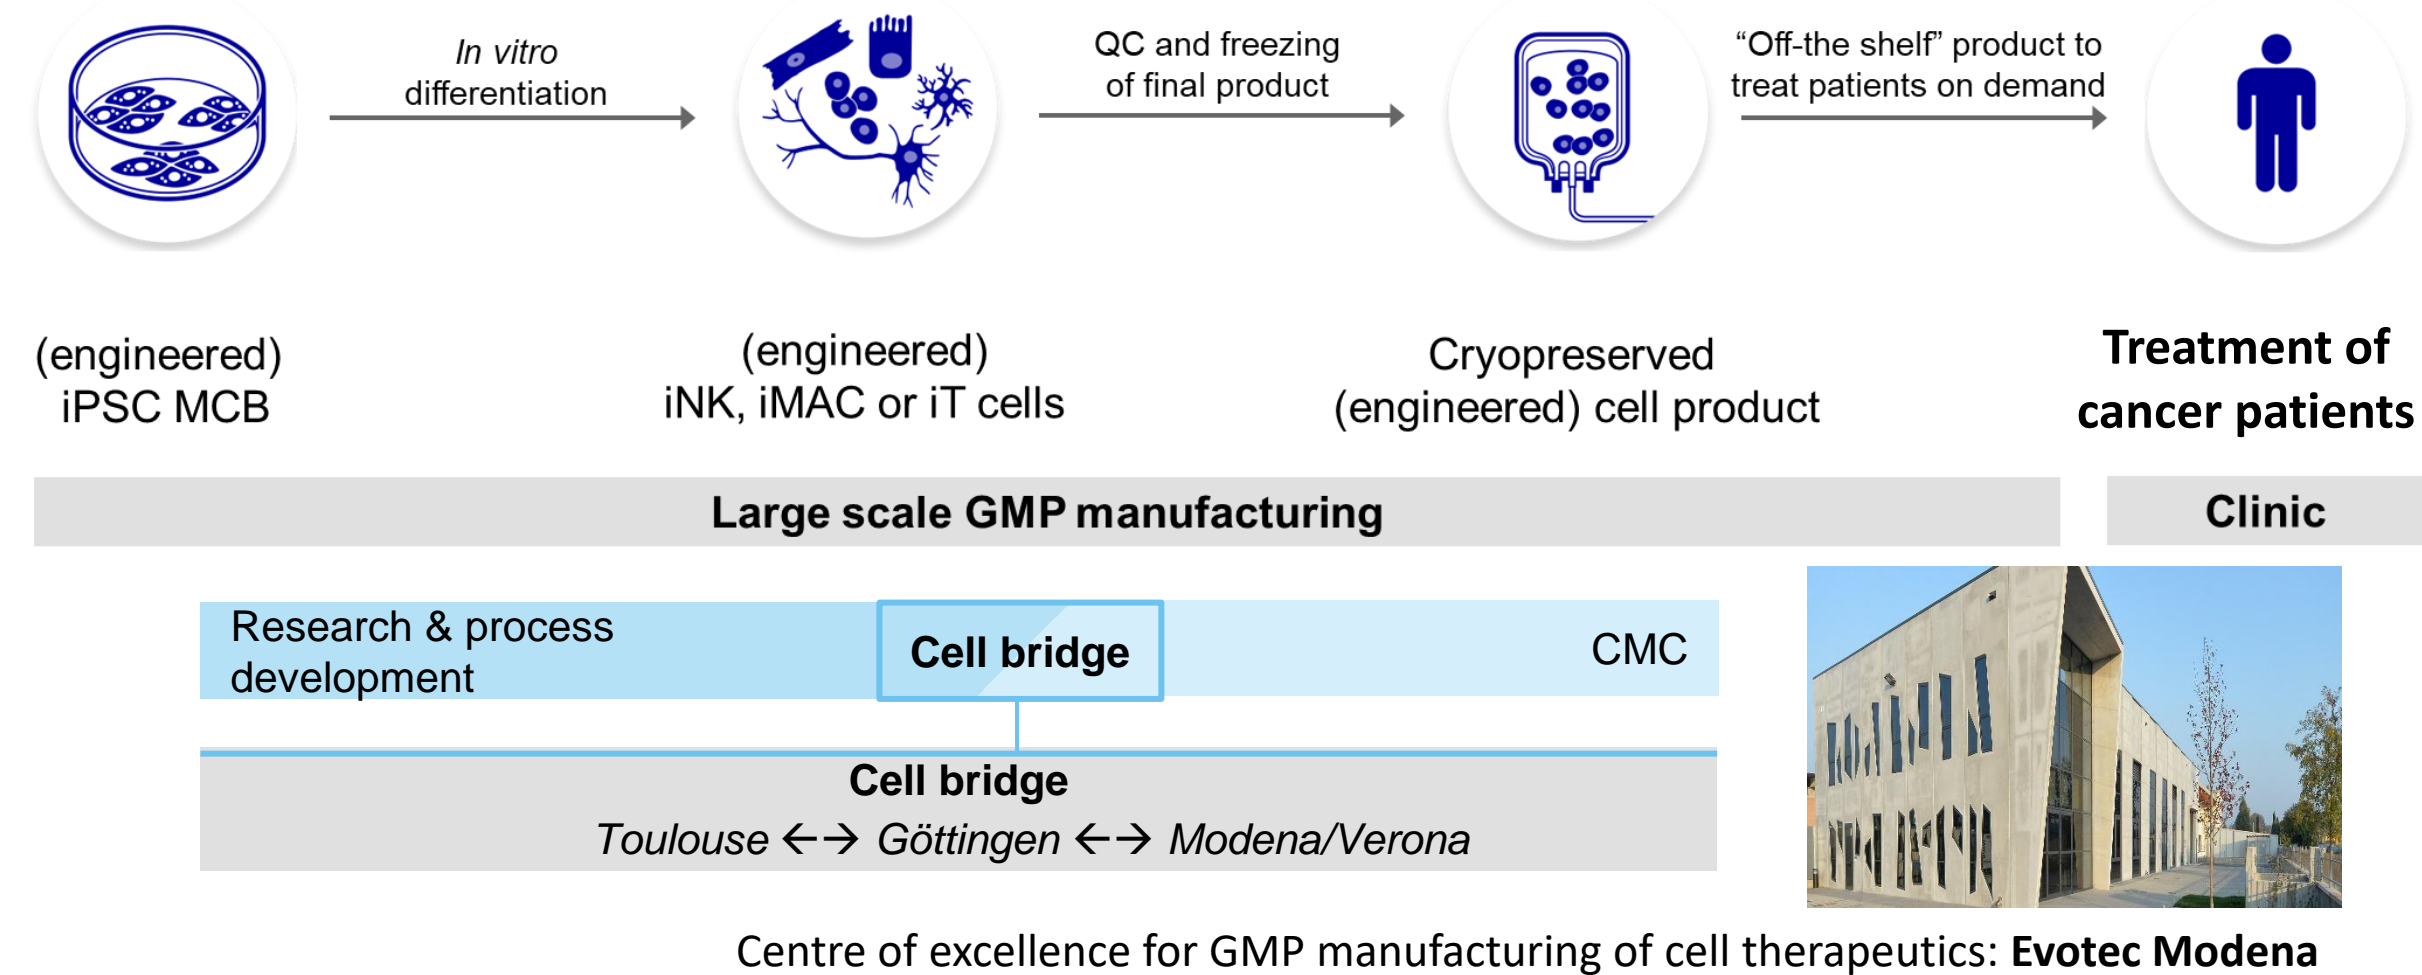 In vitro
differentiation
QC and freezing
of final product
“Off-the shelf” product to
treat patients on demand
(engineered)
iPSC MCB
(engineered)
iNK, iMAC or iT cells
Cryopreserved
(engineered) cell product
Treatment of
cancer patients
Large scale GMP manufacturing
Clinic
Research & process
development
Cell bridge
CMC
Cell bridge
Toulouse ←→ Göttingen ←→ Modena/Verona
Centre of excellence for GMP manufacturing of cell therapeutics: Evotec Modena